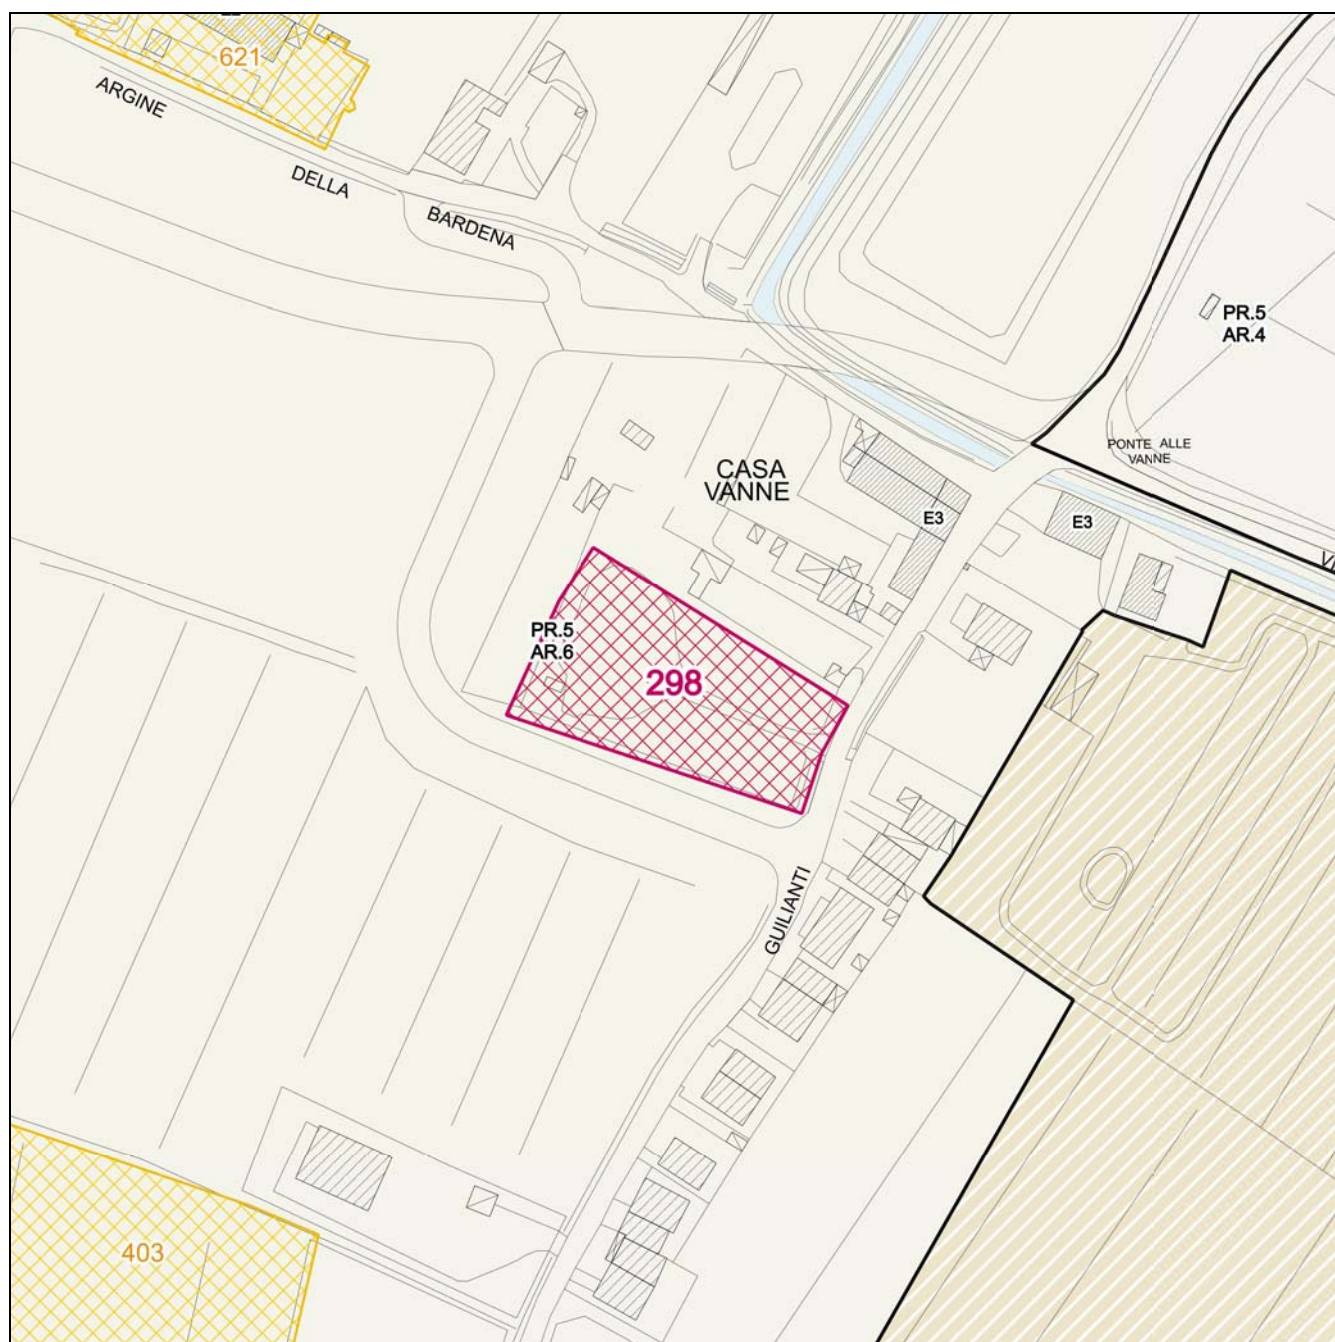 621
ARGINE
DELLA
BARDENA
PR.5
AR.4
PONTE ALLE
VANNE
CASA
VANNE
E3
E3
PR.5
AR.6
298
GUILIANTI
403